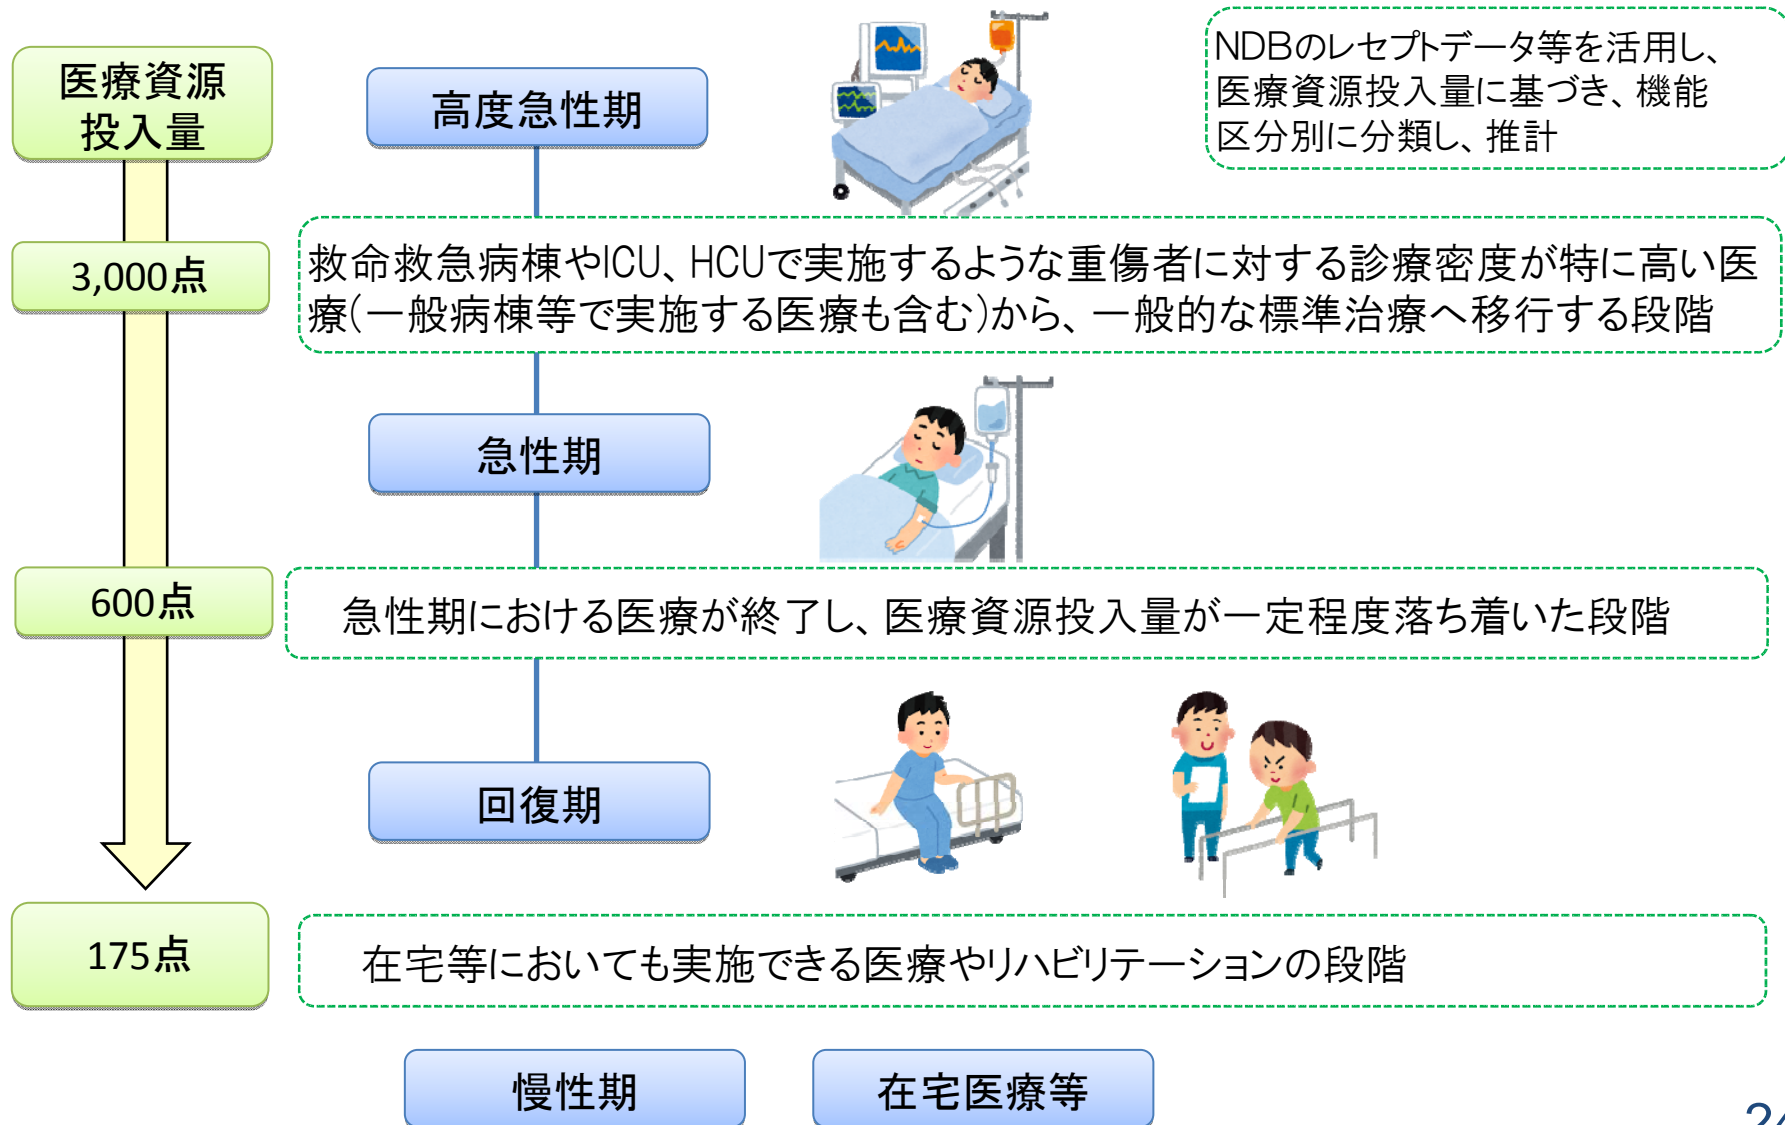 医療資源
投入量
高度急性期
NDBのレセプトデータ等を活用し、
医療資源投入量に基づき、機能
区分別に分類し、推計
3,000点
救命救急病棟やICU、HCUで実施するような重傷者に対する診療密度が特に高い医
療(一般病棟等で実施する医療も含む)から、一般的な標準治療へ移行する段階
急性期
600点
急性期における医療が終了し、医療資源投入量が一定程度落ち着いた段階
回復期
175点
在宅等においても実施できる医療やリハビリテーションの段階
慢性期
在宅医療等